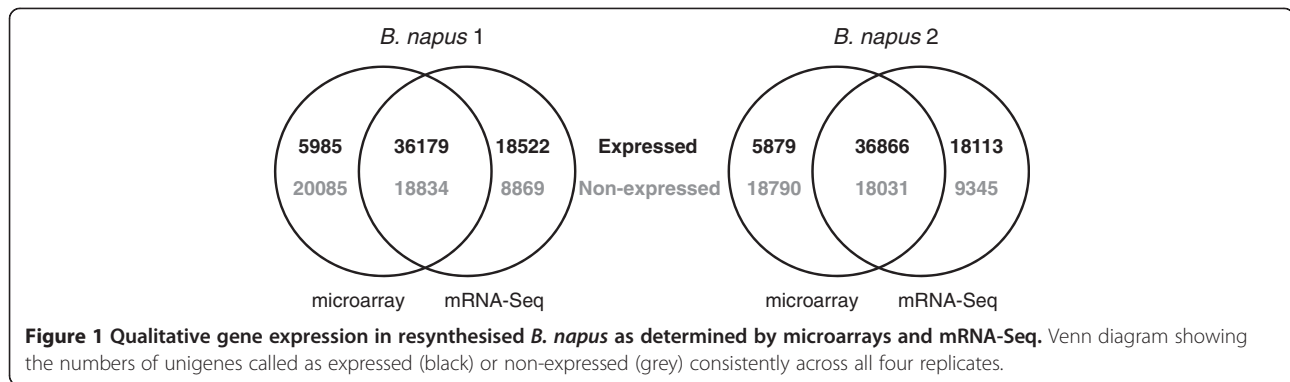 B. napus 1 B. napus 2
5985 36179 18522 Expressed 5879 36866 18113
20085 18834 8869 Non-expressed 18790 18031 9345
microarray mRNA-Seq microarray mRNA-Seq
Figure 1 Qualitative gene expression in resynthesised B. napus as determined by microarrays and mRNA-Seq. Venn diagram showing
the numbers of unigenes called as expressed (black) or non-expressed (grey) consistently across all four replicates.